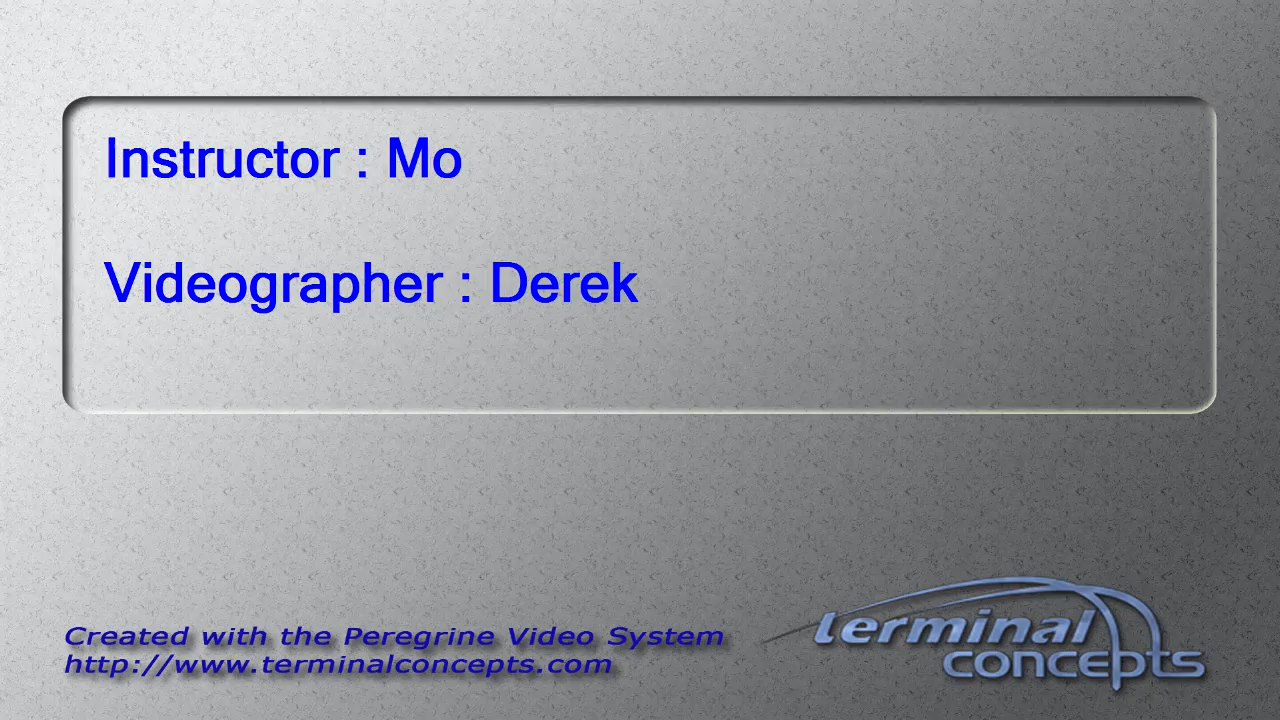 Instructor : Mo
Videographer : Derek
Created with the Peregrine Video System
http://www.terminalconcepts.com
terminal
concepts